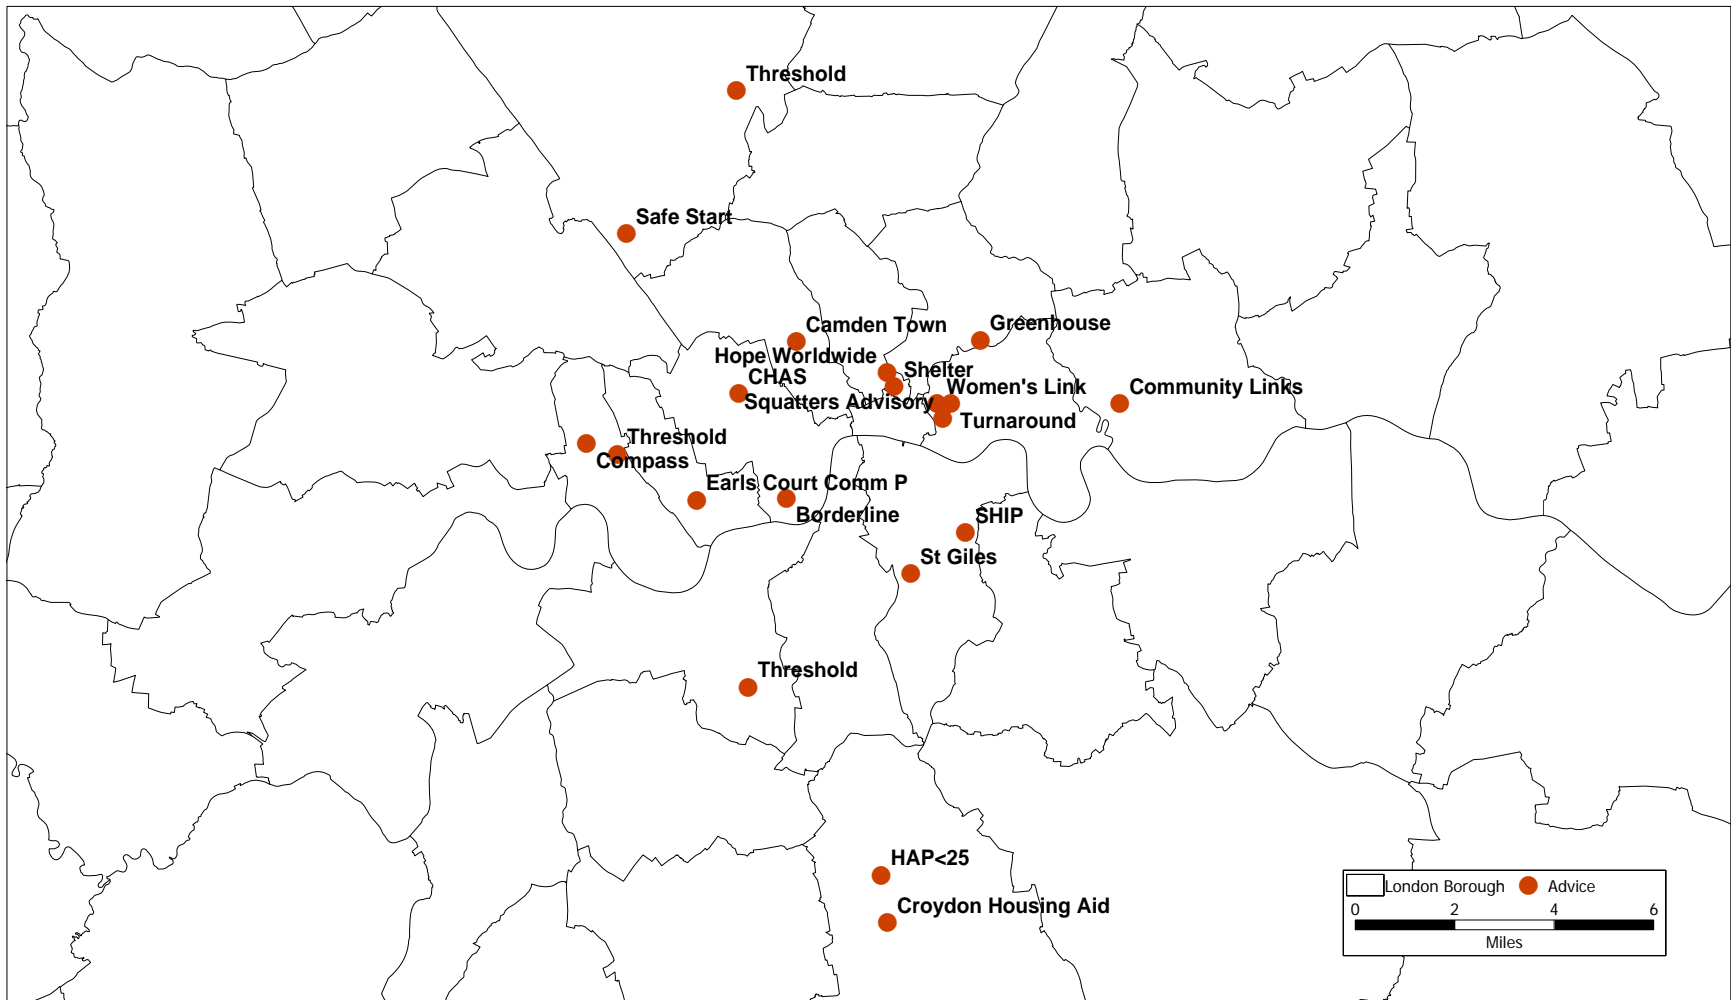 Threshold
Safe Start
Camden Town
Greenhouse
Hope Worldwide
Shelter
CHAS
Women's Link
Community Links
Squatters Advisory
Turnaround
Threshold
Compass
Earls Court Comm P
Borderline
SHIP
St Giles
Threshold
HAP<25
Croydon Housing Aid
London Borough
Advice
0 2 4 6
Miles